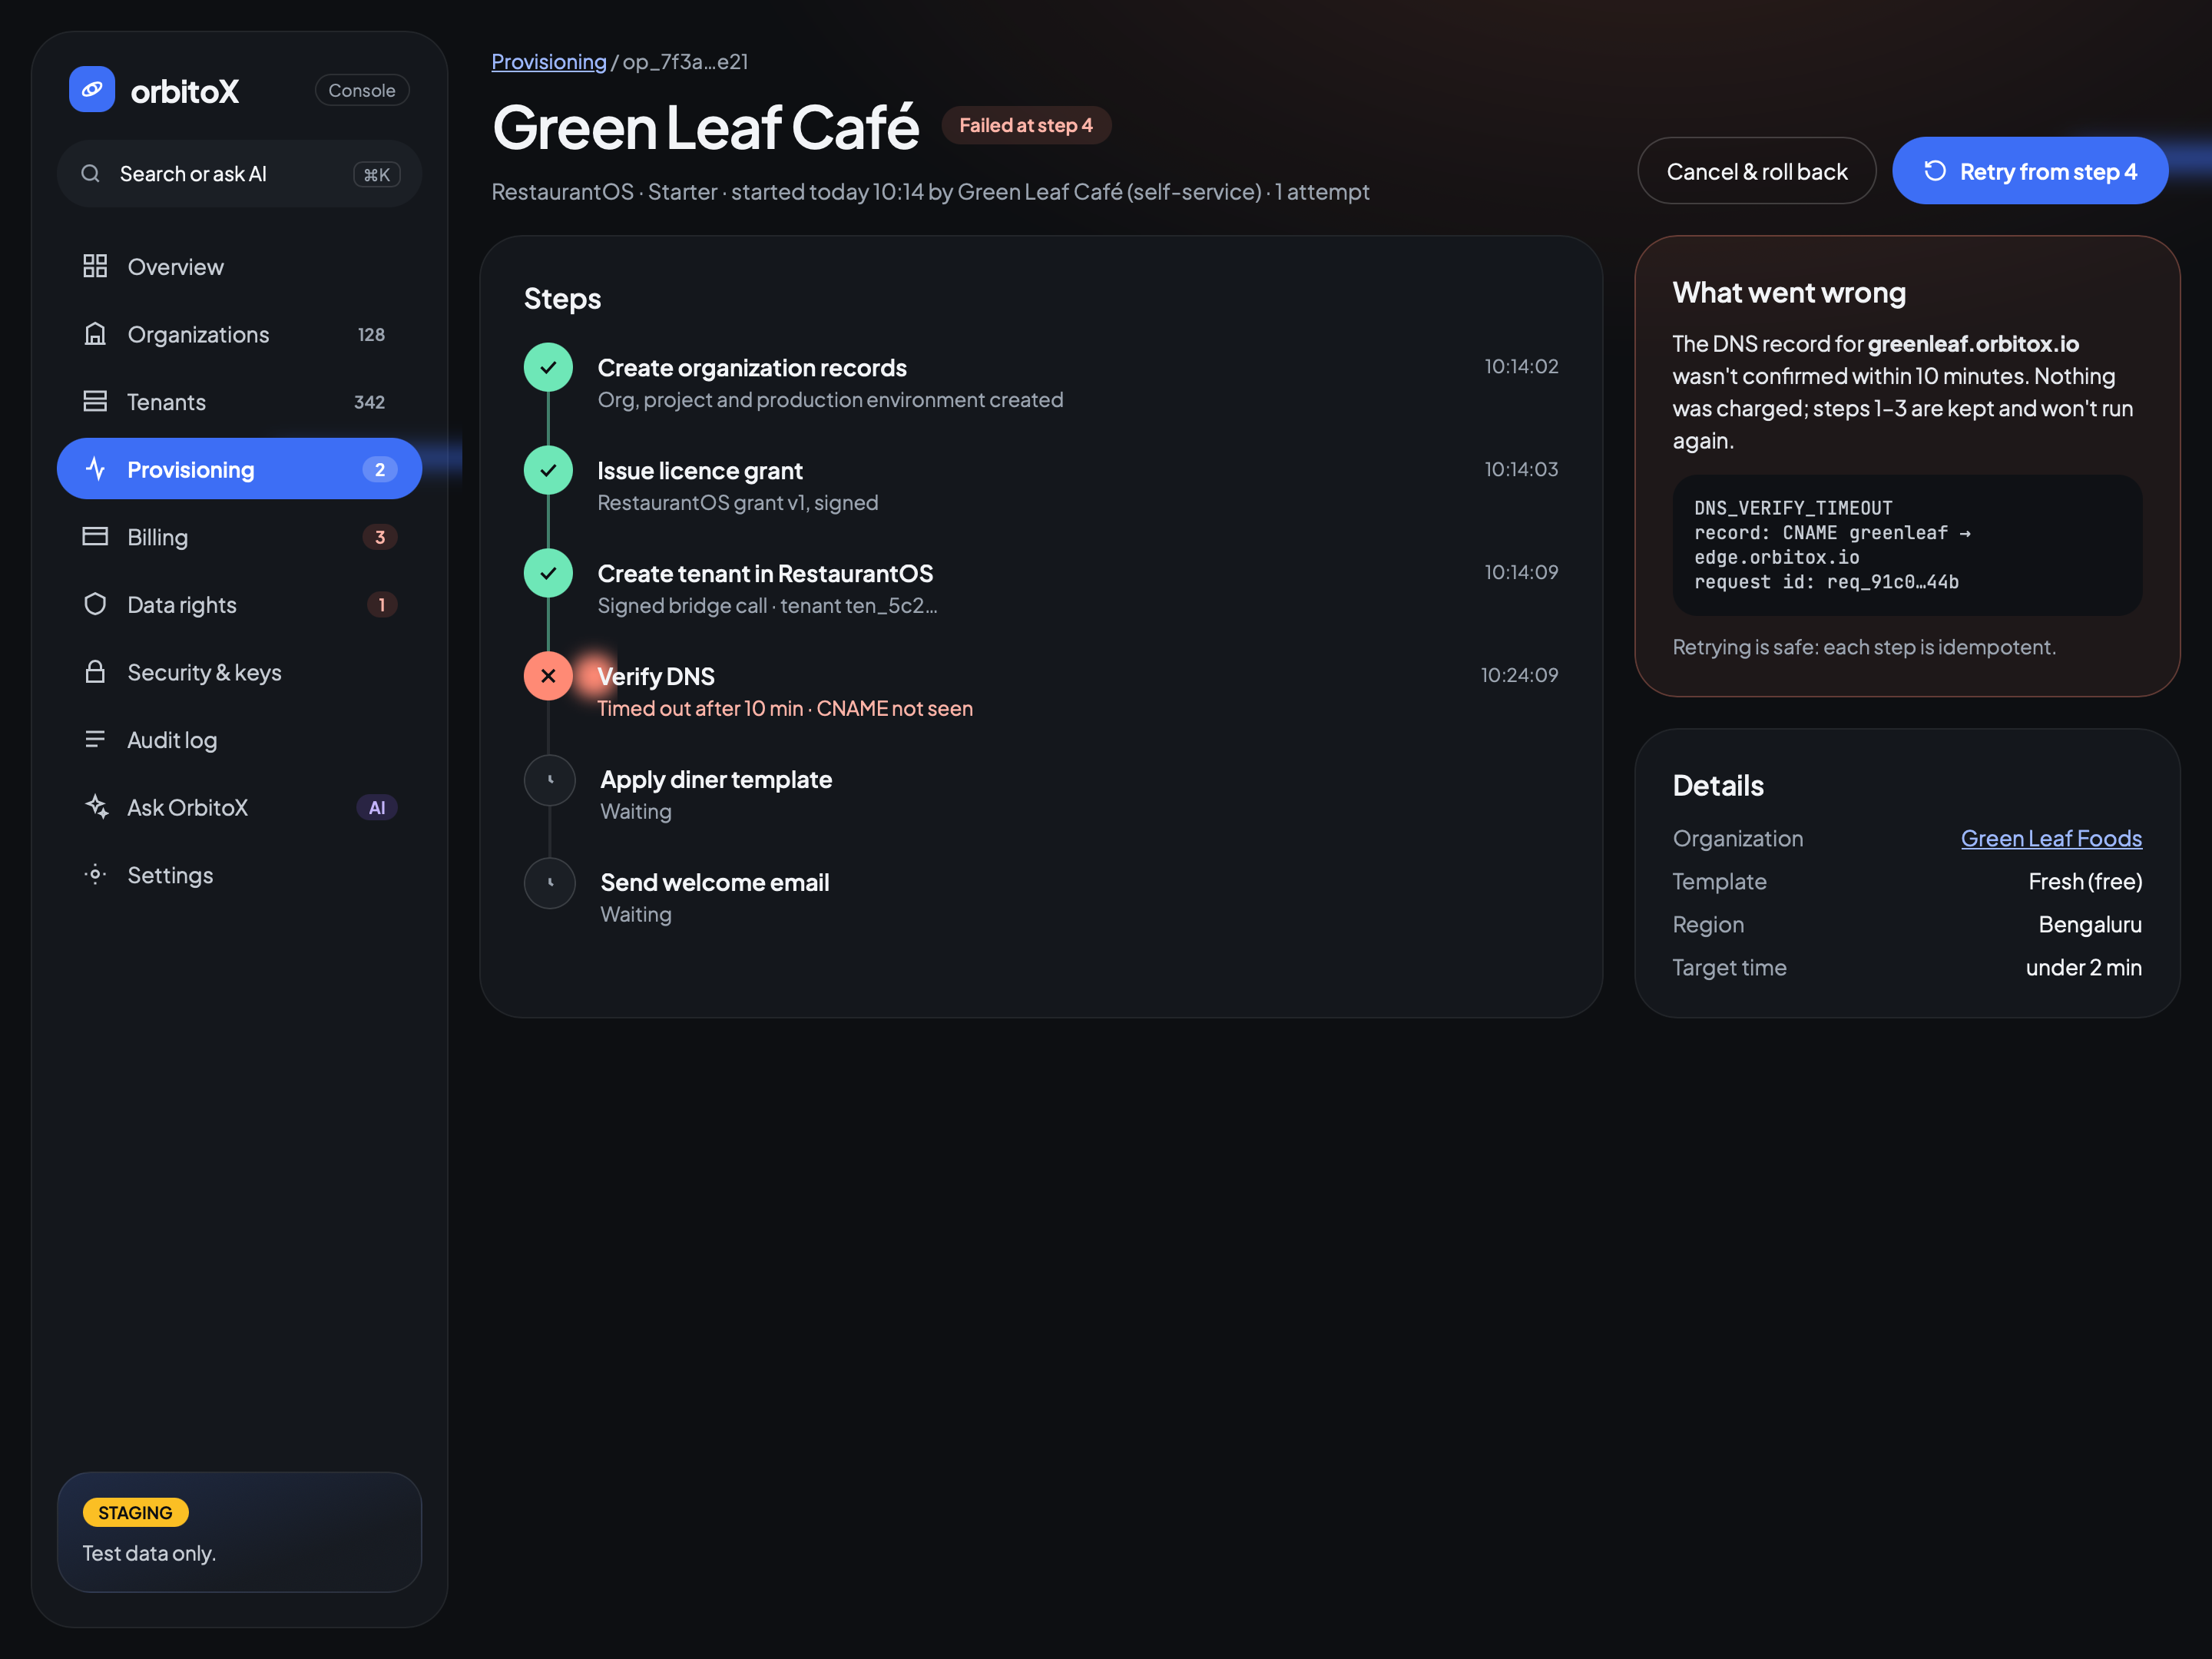 orbitoX
Console
Search or ask AI
⌘K
Overview
Organizations 128
Tenants 342
Provisioning 2
Billing 3
Data rights 1
Security & keys
Audit log
Ask OrbitoX AI
Settings
STAGING
Test data only.
Provisioning / op_7f3a…e21
Green Leaf Café
Failed at step 4
RestaurantOS · Starter · started today 10:14 by Green Leaf Café (self-service) · 1 attempt
Cancel & roll back
Retry from step 4
Steps
Create organization records 10:14:02
Org, project and production environment created
Issue licence grant 10:14:03
RestaurantOS grant v1, signed
Create tenant in RestaurantOS 10:14:09
Signed bridge call · tenant ten_5c2…
Verify DNS 10:24:09
Timed out after 10 min · CNAME not seen
Apply diner template
Waiting
Send welcome email
Waiting
What went wrong
The DNS record for greenleaf.orbitox.io
wasn't confirmed within 10 minutes. Nothing
was charged; steps 1–3 are kept and won't run
again.
DNS_VERIFY_TIMEOUT
record: CNAME greenleaf →
edge.orbitox.io
request id: req_91c0…44b
Retrying is safe: each step is idempotent.
Details
Organization Green Leaf Foods
Template Fresh (free)
Region Bengaluru
Target time under 2 min